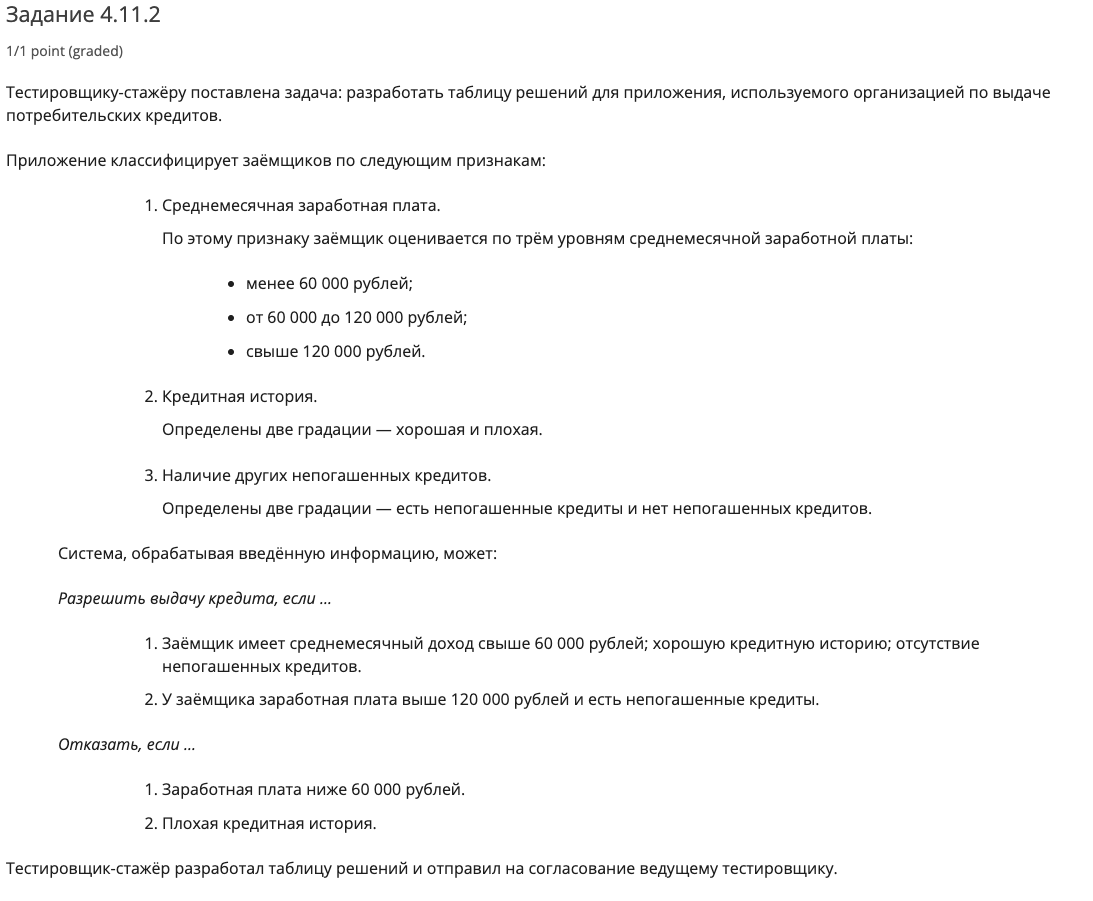 Задание 4.11.2
1/1 point (graded)
Тестировщику-стажёру поставлена задача: разработать таблицу решений для приложения, используемого организацией по выдаче
потребительских кредитов.
Приложение классифицирует заёмщиков по следующим признакам:
1. Среднемесячная заработная плата.
По этому признаку заёмщик оценивается по трём уровням среднемесячной заработной платы:
• менее 60 000 рублей;
• от 60 000 до 120 000 рублей;
• свыше 120 000 рублей.
2. Кредитная история.
Определены две градации — хорошая и плохая.
3. Наличие других непогашенных кредитов.
Определены две градации — есть непогашенные кредиты и нет непогашенных кредитов.
Система, обрабатывая введённую информацию, может:
Разрешить выдачу кредита, если ...
1. Заёмщик имеет среднемесячный доход свыше 60 000 рублей; хорошую кредитную историю; отсутствие
непогашенных кредитов.
2. У заёмщика заработная плата выше 120 000 рублей и есть непогашенные кредиты.
Отказать, если ...
1. Заработная плата ниже 60 000 рублей.
2. Плохая кредитная история.
Тестировщик-стажёр разработал таблицу решений и отправил на согласование ведущему тестировщику.